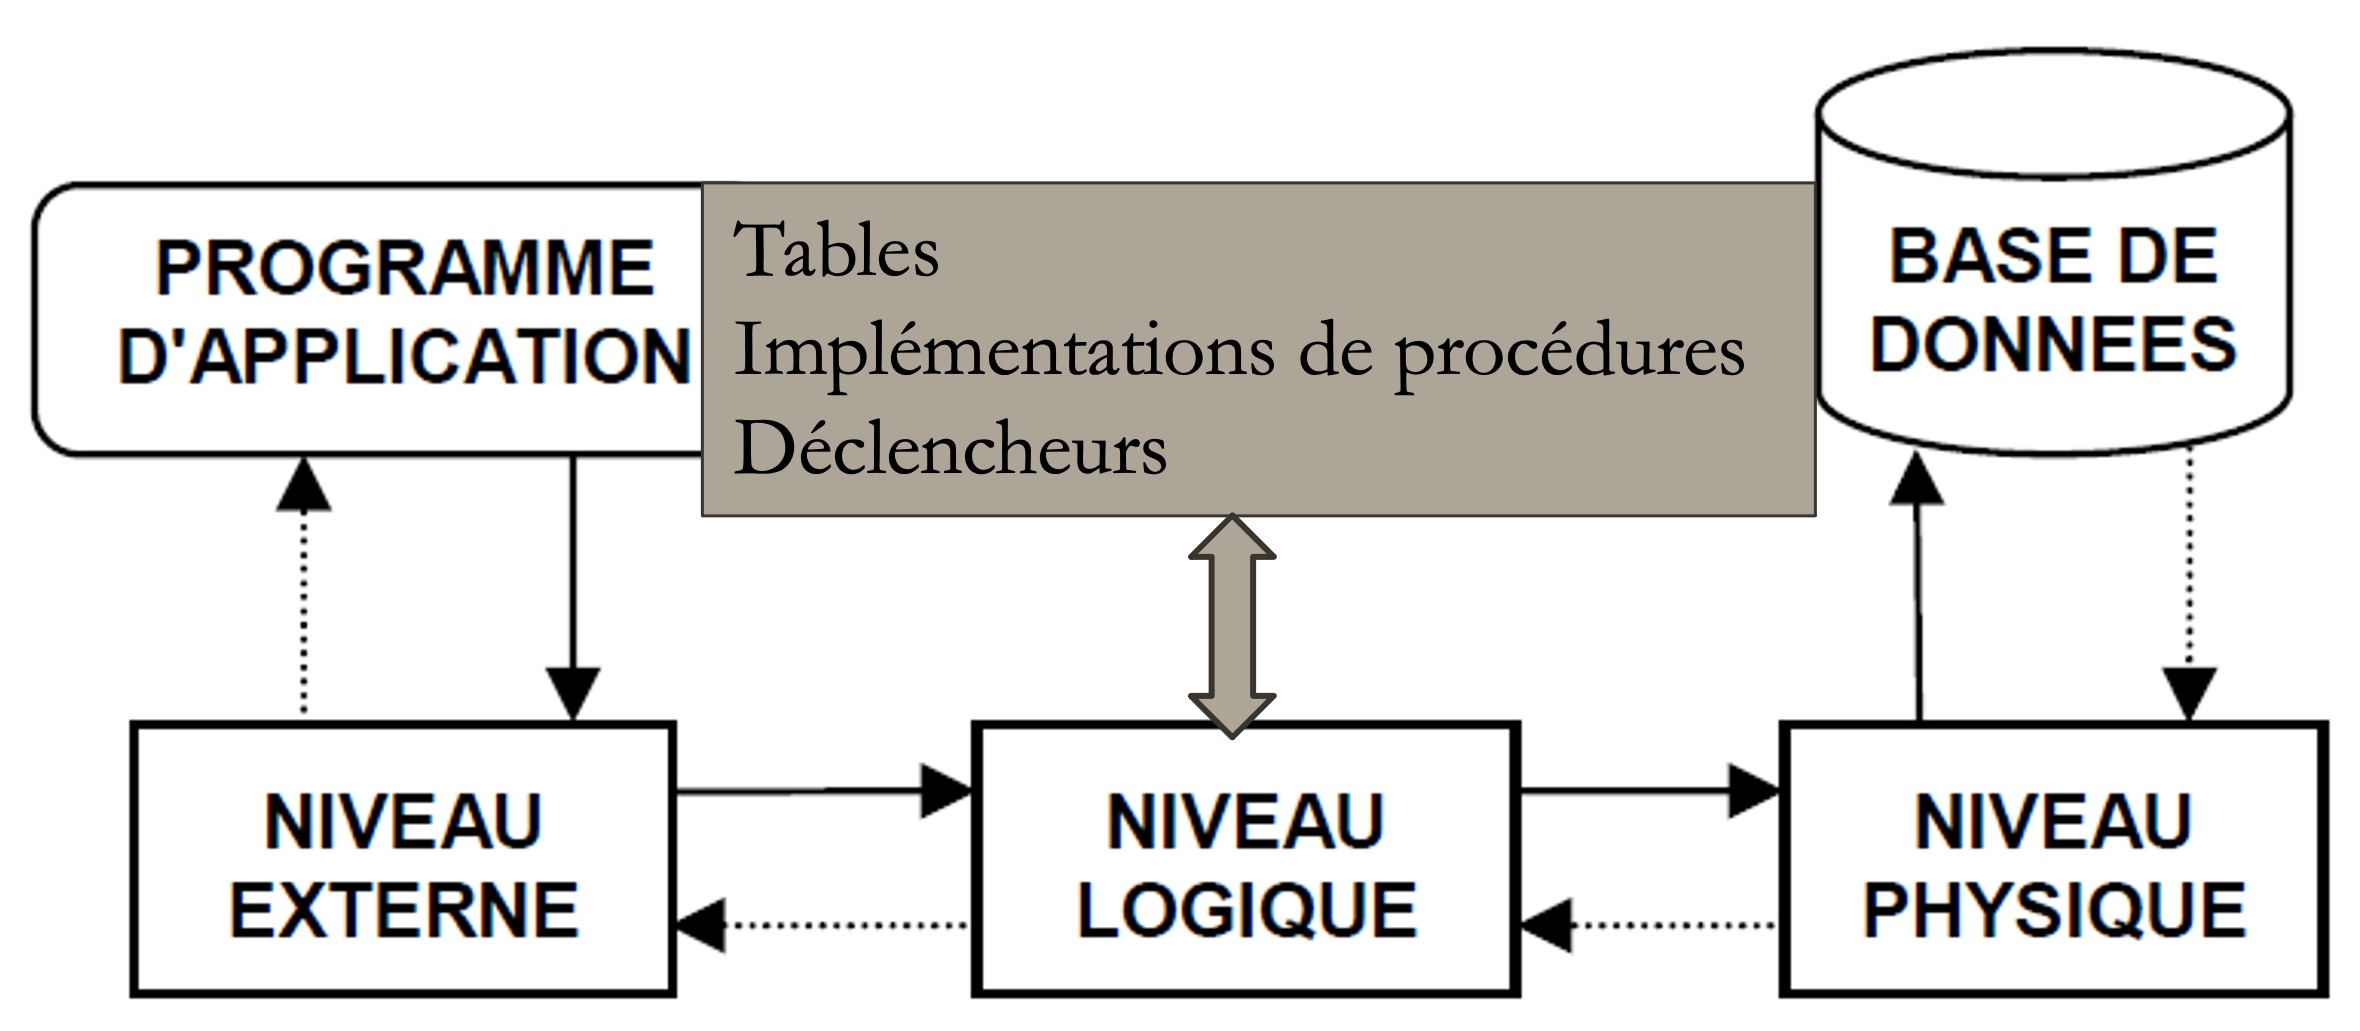 PROGRAMME
D'APPLICATION
Tables
Implémentations de procédures
Déclencheurs
BASE DE
DONNEES
NIVEAU
EXTERNE
NIVEAU
LOGIQUE
NIVEAU
PHYSIQUE